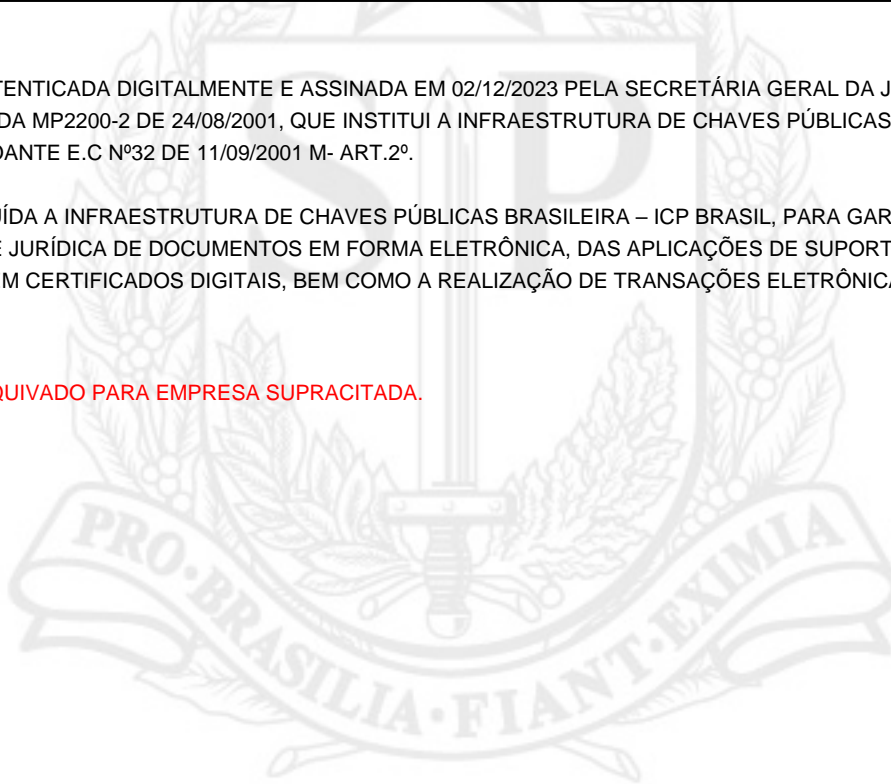 TENTICADA DIGITALMENTE E ASSINADA EM 02/12/2023 PELA SECRETÁRIA GERAL DA J
DA MP2200-2 DE 24/08/2001, QUE INSTITUI A INFRAESTRUTURA DE CHAVES PÚBLICAS
DANTE E.C Nº32 DE 11/09/2001 M- ART.2º.
UÍDA A INFRAESTRUTURA DE CHAVES PÚBLICAS BRASILEIRA – ICP BRASIL, PARA GAR
E JURÍDICA DE DOCUMENTOS EM FORMA ELETRÔNICA, DAS APLICAÇÕES DE SUPORT
EM CERTIFICADOS DIGITAIS, BEM COMO A REALIZAÇÃO DE TRANSAÇÕES ELETRÔNICA
QUIVADO PARA EMPRESA SUPRACITADA.
SP
PRO·BRASILIA·FIANT·EXIMIA